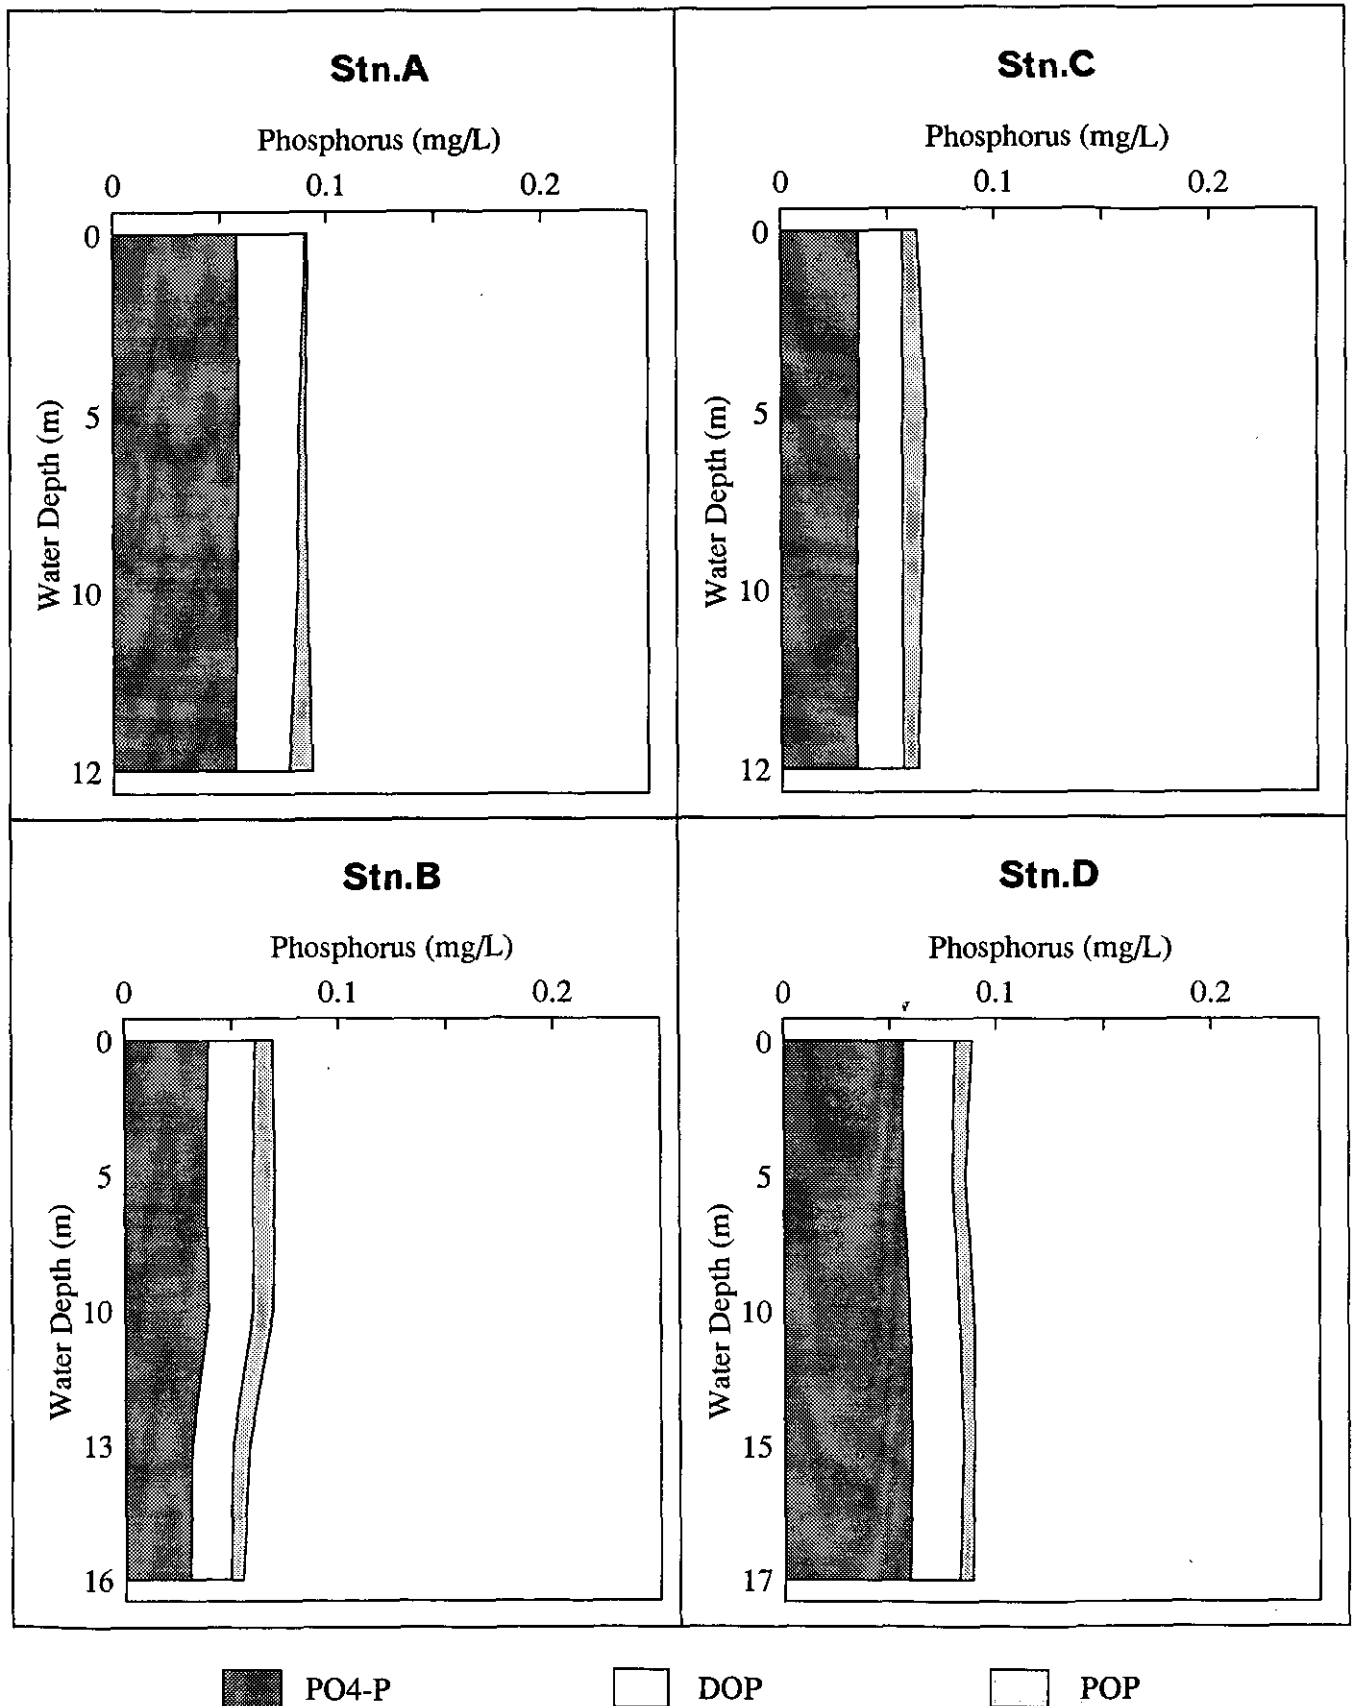 Stn.A
Phosphorus (mg/L)
0 0.1 0.2
0
5
10
12
Water Depth (m)
Stn.C
Phosphorus (mg/L)
0 0.1 0.2
0
5
10
12
Water Depth (m)
Stn.B
Phosphorus (mg/L)
0 0.1 0.2
0
5
10
13
16
Water Depth (m)
Stn.D
Phosphorus (mg/L)
0 0.1 0.2
0
5
10
15
17
Water Depth (m)
PO4-P DOP POP